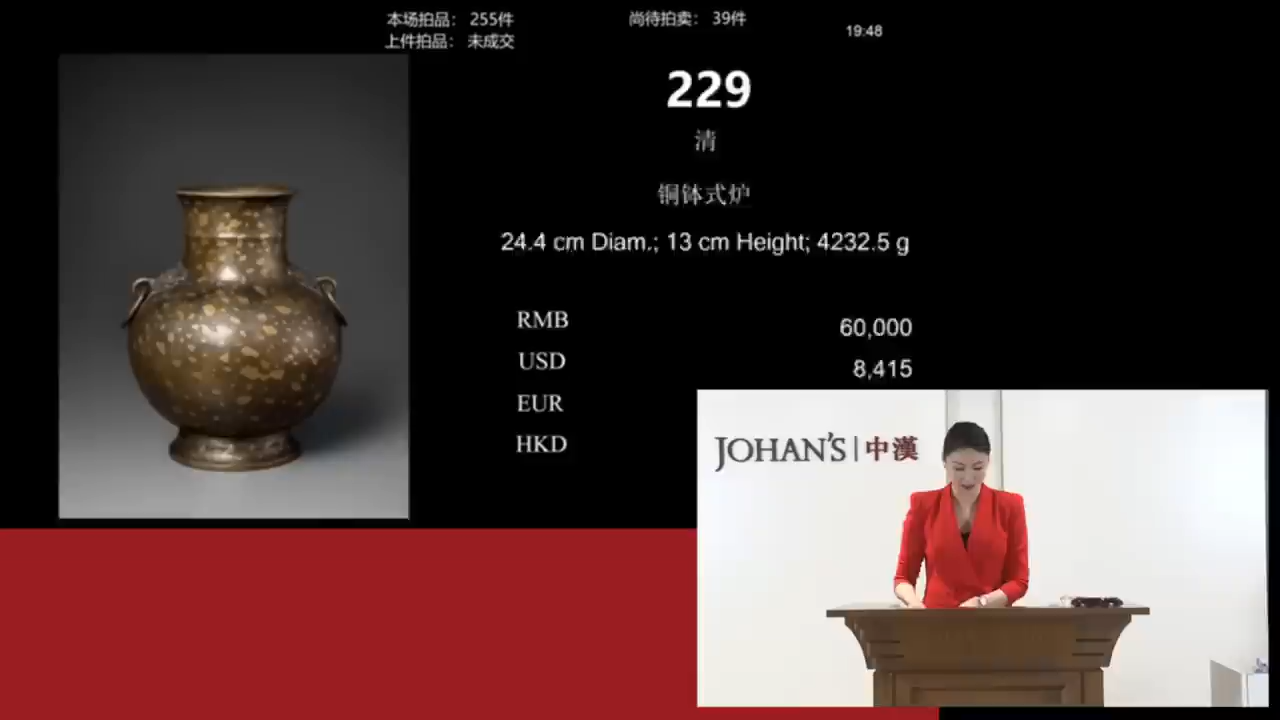 本场拍品： 255件
上件拍品： 未成交
尚待拍卖： 39件
19:48
229
清
铜钵式炉
24.4 cm Diam.; 13 cm Height; 4232.5 g
RMB 60,000
USD 8,415
EUR
HKD
JOHAN'S | 中漢